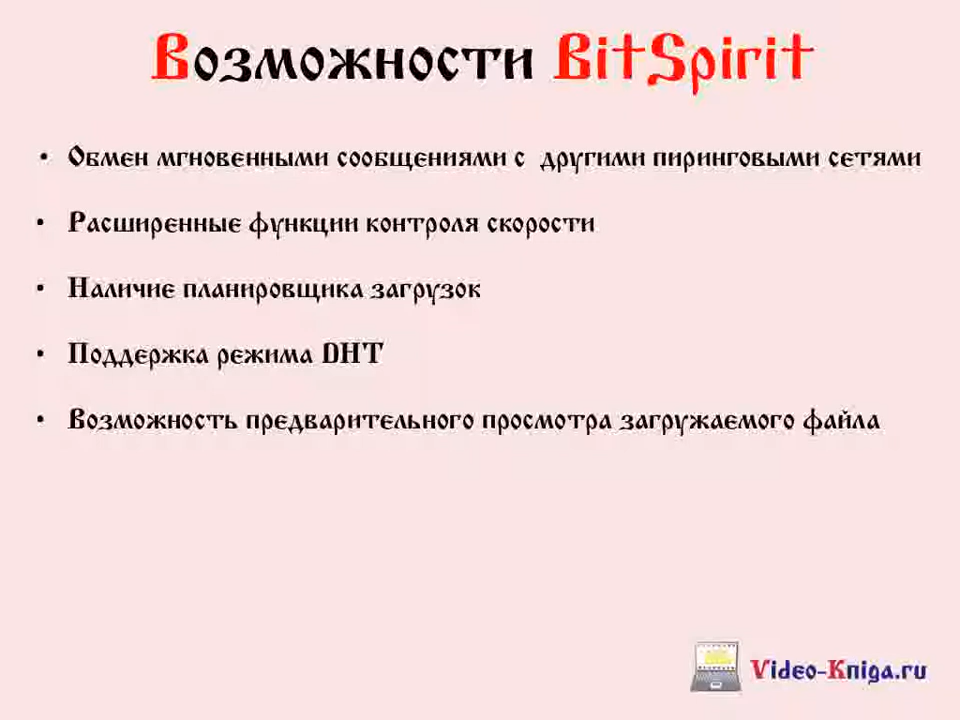 Возможности BitSpirit
• Обмен мгновенными сообщениями с другими пиринговыми сетями
• Расширенные функции контроля скорости
• Наличие планировщика загрузок
• Поддержка режима DHT
• Возможность предварительного просмотра загружаемого файла
Video-Kniga.ru